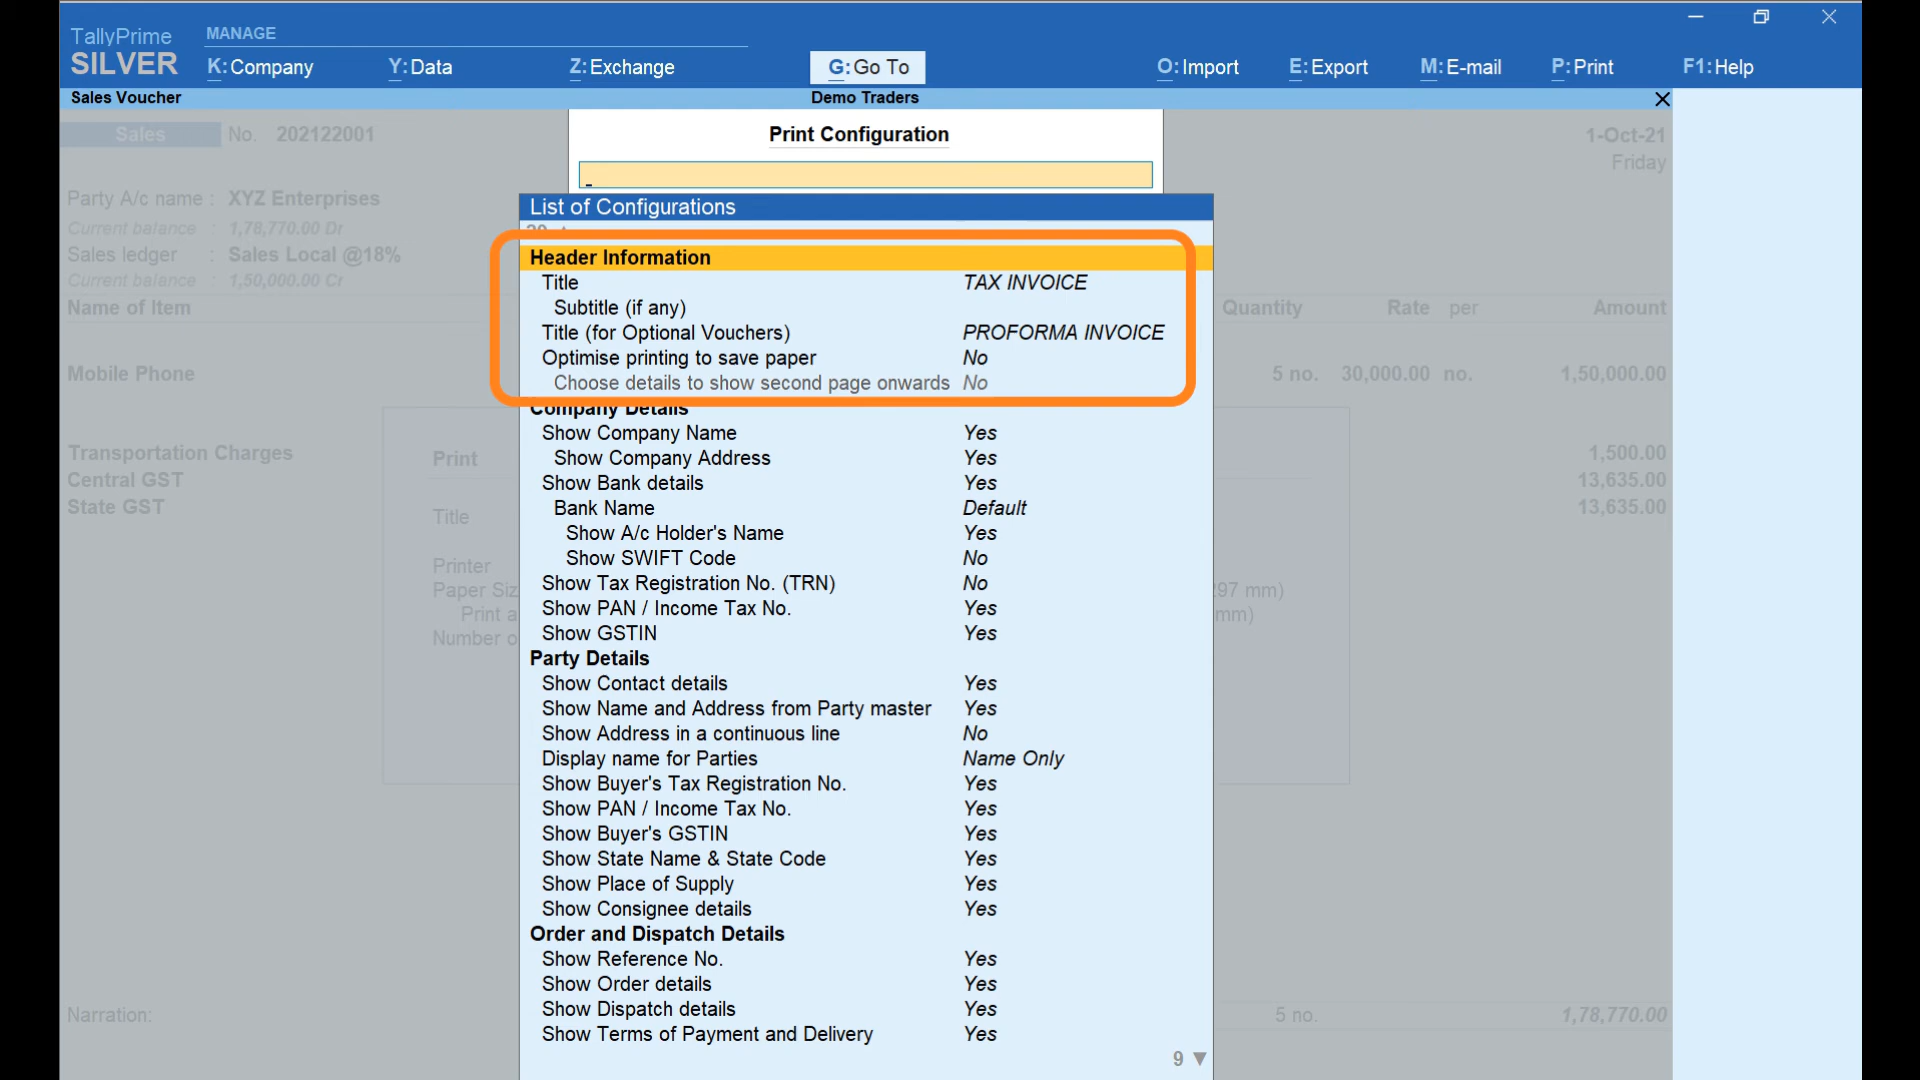 TallyPrime
SILVER
MANAGE
K:Company
Y:Data
Z:Exchange
G:Go To
O:Import
E:Export
M:E-mail
P:Print
F1:Help
Sales Voucher
Demo Traders
Sales No. 202122001
1-Oct-21
Friday
Party A/c name : XYZ Enterprises
Current balance : 1,78,770.00 Dr
Sales ledger : Sales Local @18%
Current balance : 1,50,000.00 Cr
Name of Item Quantity Rate per Amount
Mobile Phone 5 no. 30,000.00 no. 1,50,000.00
Transportation Charges 1,500.00
Central GST 13,635.00
State GST 13,635.00
Print
Title
Printer
Paper Siz 297 mm)
Print a mm)
Number o
Narration: 5 no. 1,78,770.00
Print Configuration
List of Configurations
Header Information
Title TAX INVOICE
Subtitle (if any)
Title (for Optional Vouchers) PROFORMA INVOICE
Optimise printing to save paper No
Choose details to show second page onwards No
Company Details
Show Company Name Yes
Show Company Address Yes
Show Bank details Yes
Bank Name Default
Show A/c Holder's Name Yes
Show SWIFT Code No
Show Tax Registration No. (TRN) No
Show PAN / Income Tax No. Yes
Show GSTIN Yes
Party Details
Show Contact details Yes
Show Name and Address from Party master Yes
Show Address in a continuous line No
Display name for Parties Name Only
Show Buyer's Tax Registration No. Yes
Show PAN / Income Tax No. Yes
Show Buyer's GSTIN Yes
Show State Name & State Code Yes
Show Place of Supply Yes
Show Consignee details Yes
Order and Dispatch Details
Show Reference No. Yes
Show Order details Yes
Show Dispatch details Yes
Show Terms of Payment and Delivery Yes
9 ▼